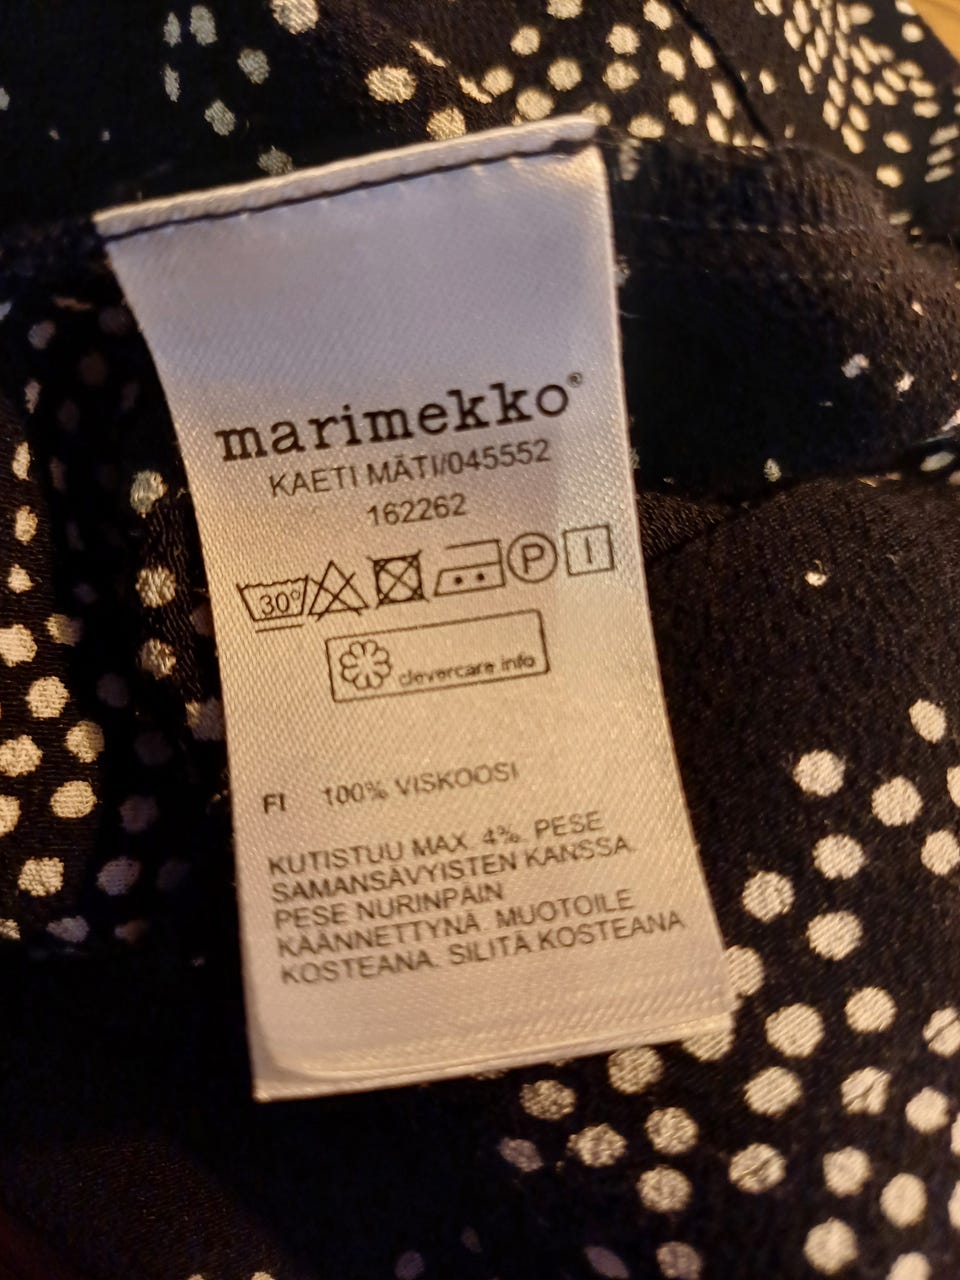 marimekko®
KAETI MÄTI/045552
162262
30° P
clevercare.info
FI 100% VISKOOSI
KUTISTUU MAX. 4%. PESE
SAMANSÄVYISTEN KANSSA.
PESE NURINPÄIN
KÄÄNNETTYNÄ. MUOTOILE
KOSTEANA. SILITÄ KOSTEANA